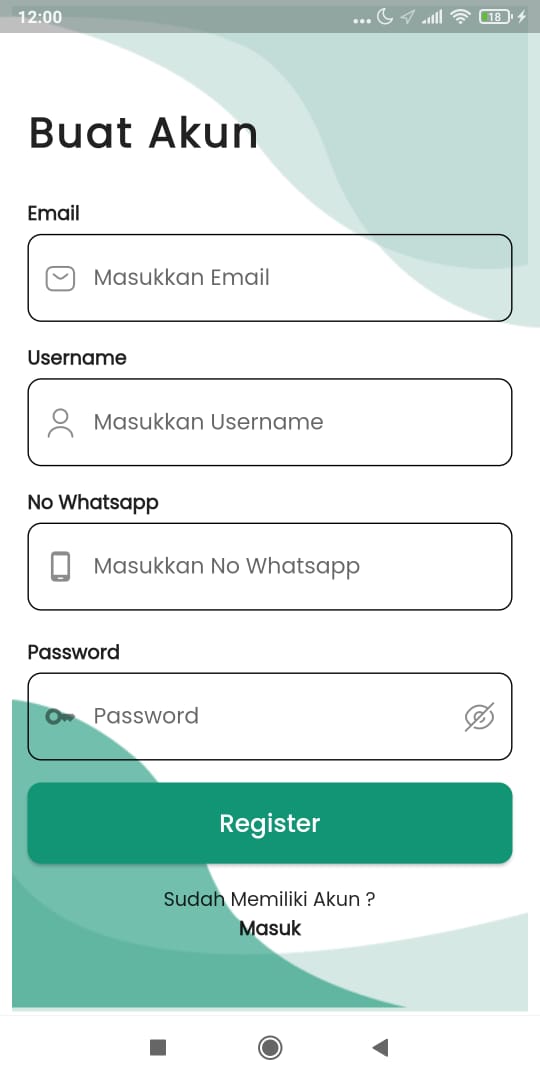 12:00
18
Buat Akun
Email
Masukkan Email
Username
Masukkan Username
No Whatsapp
Masukkan No Whatsapp
Password
Password
Register
Sudah Memiliki Akun ?
Masuk